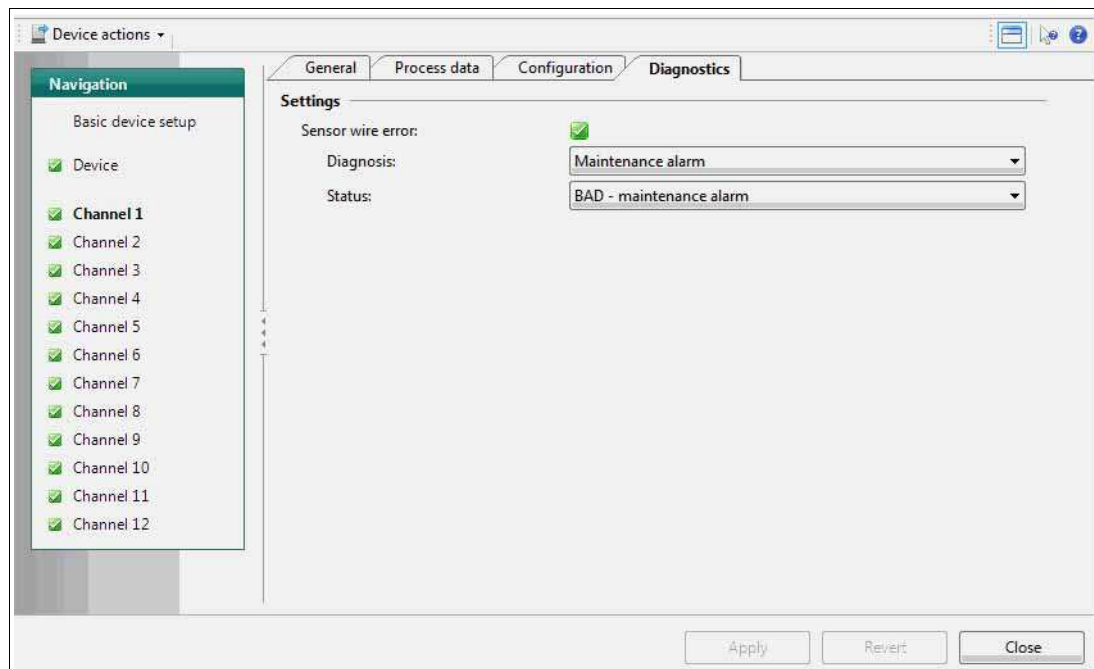 Device actions
Navigation
Basic device setup
Device
Channel 1
Channel 2
Channel 3
Channel 4
Channel 5
Channel 6
Channel 7
Channel 8
Channel 9
Channel 10
Channel 11
Channel 12
General
Process data
Configuration
Diagnostics
Settings
Sensor wire error:
Diagnosis: Maintenance alarm
Status: BAD - maintenance alarm
Apply
Revert
Close